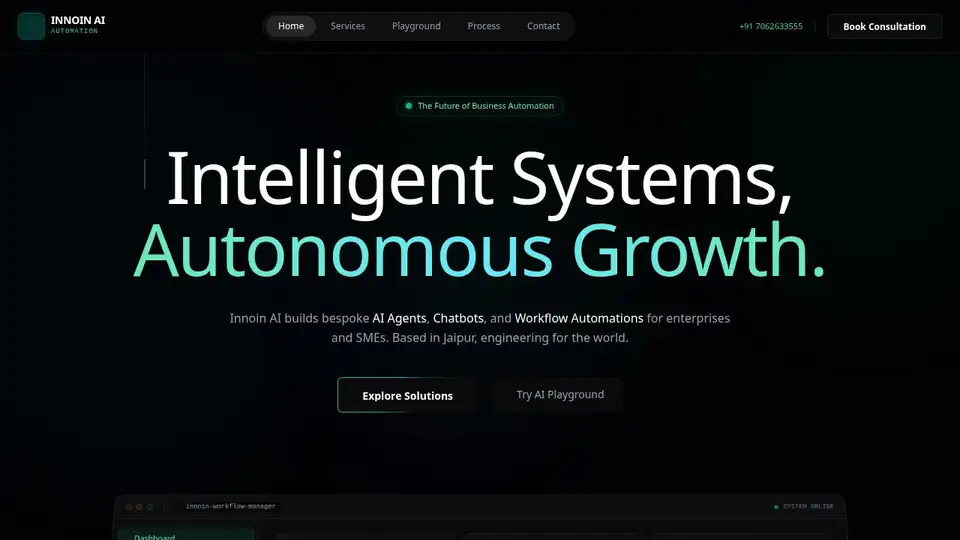 INNOIN AI
AUTOMATION
Home
Services
Playground
Process
Contact
+91 7062633555
Book Consultation
The Future of Business Automation
Intelligent Systems,
Autonomous Growth.
Innoin AI builds bespoke AI Agents, Chatbots, and Workflow Automations for enterprises
and SMEs. Based in Jaipur, engineering for the world.
Explore Solutions
Try AI Playground
innoin-workflow-manager
SYSTEM ONLINE
Dashboard